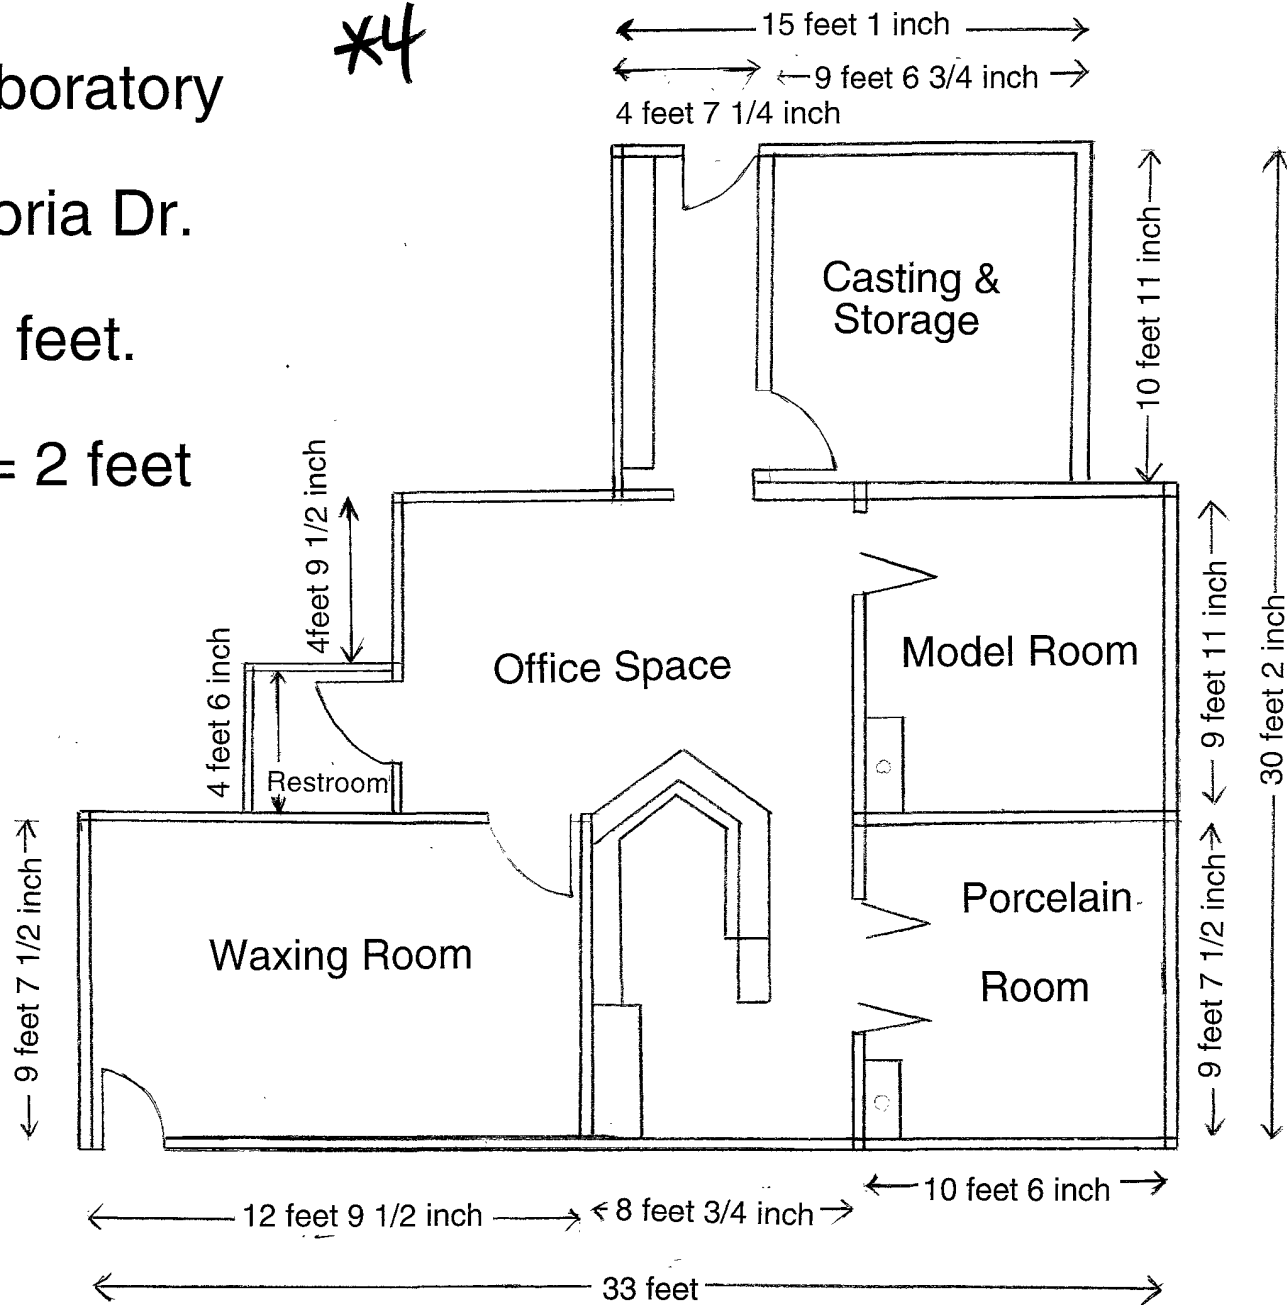 *4
15 feet 1 inch
9 feet 6 3/4 inch
4 feet 7 1/4 inch
boratory
oria Dr.
feet.
= 2 feet
Casting &
Storage
10 feet 11 inch
4feet 9 1/2 inch
4 feet 6 inch
Office Space
Model Room
9 feet 11 inch
30 feet 2 inch
Restroom
9 feet 7 1/2 inch
Waxing Room
Porcelain
Room
9 feet 7 1/2 inch
12 feet 9 1/2 inch
8 feet 3/4 inch
10 feet 6 inch
33 feet